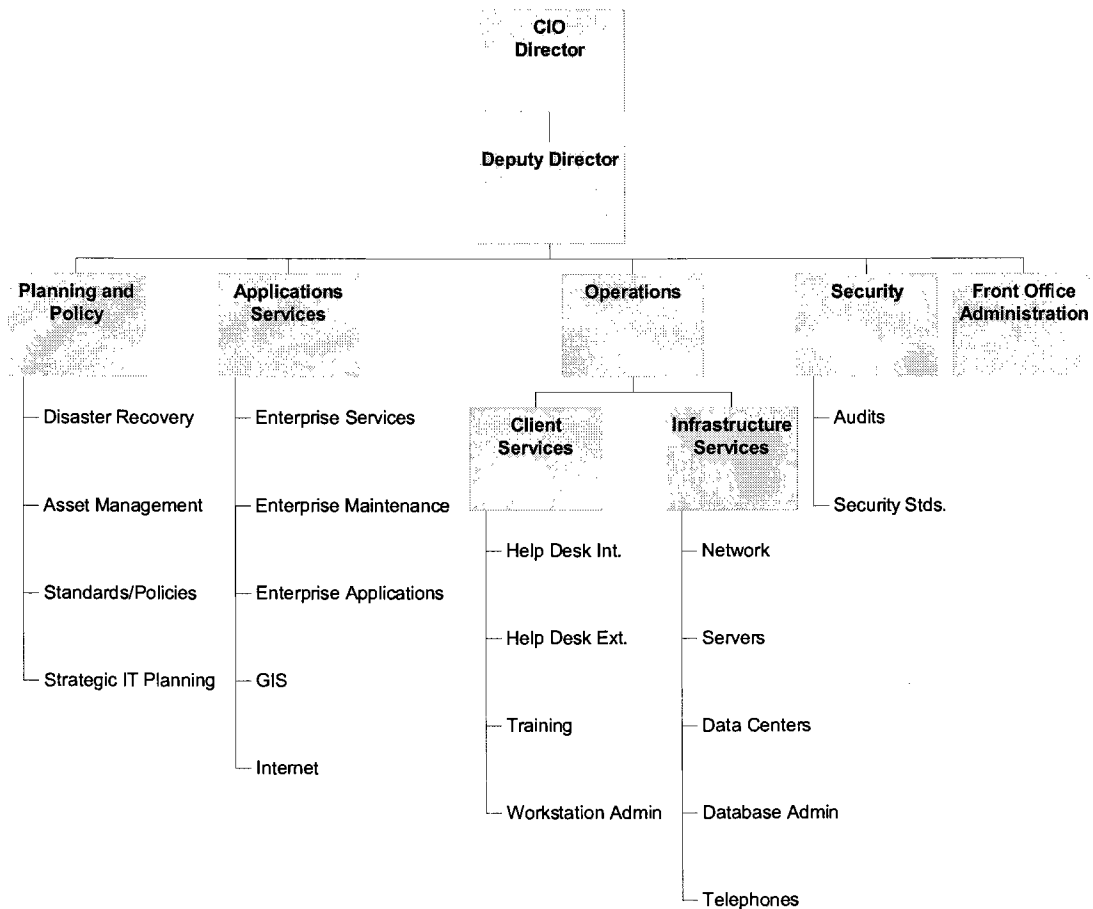 CIO
Director
Deputy Director
Planning and
Policy
Applications
Services
Operations
Security
Front Office
Administration
Disaster Recovery
Asset Management
Standards/Policies
Strategic IT Planning
Enterprise Services
Enterprise Maintenance
Enterprise Applications
GIS
Internet
Client
Services
Help Desk Int.
Help Desk Ext.
Training
Workstation Admin
Infrastructure
Services
Network
Servers
Data Centers
Database Admin
Telephones
Audits
Security Stds.